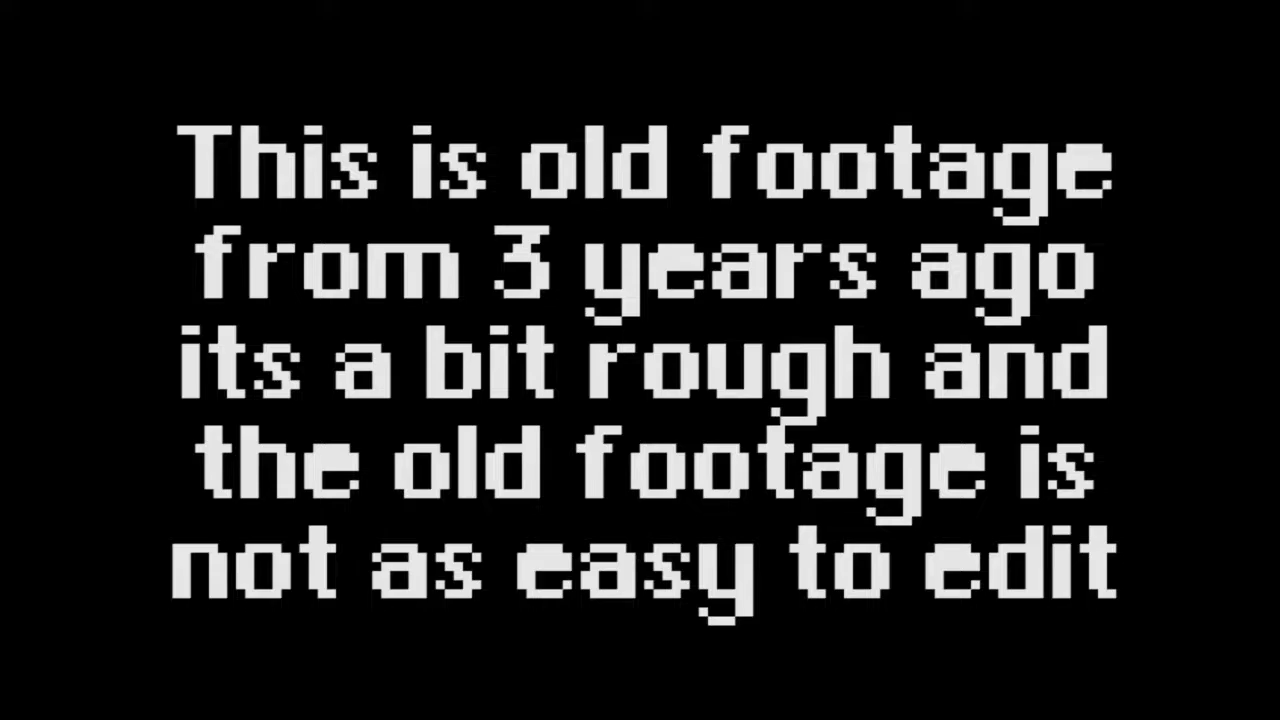 This is old footage
from 3 years ago
its a bit rough and
the old footage is
not as easy to edit